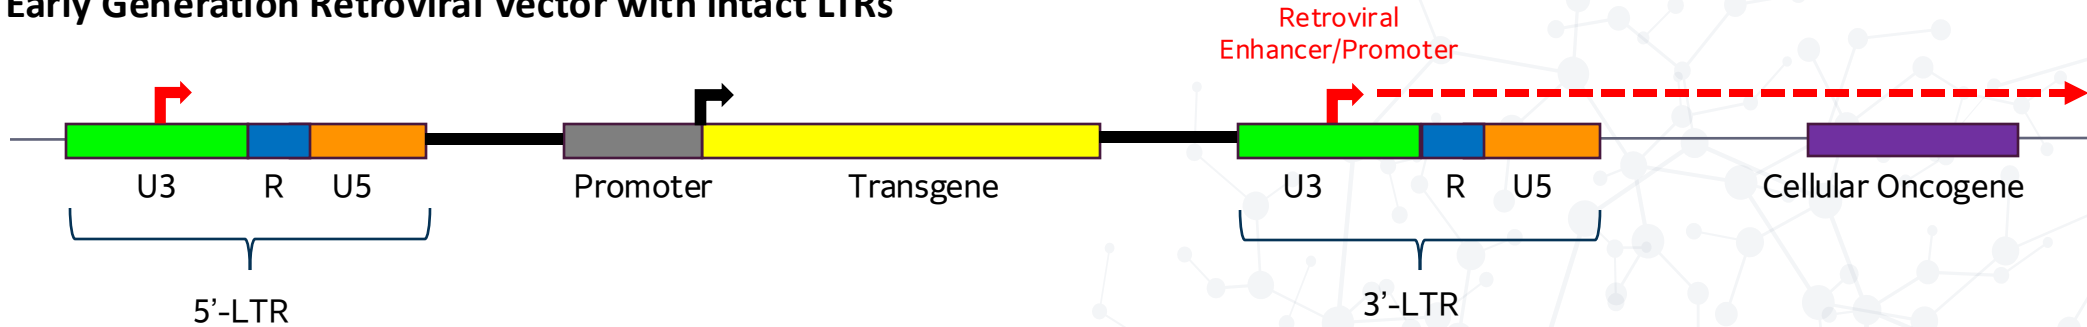 Early Generation Retroviral Vector with Intact LTRs
Retroviral
Enhancer/Promoter
U3 R U5 Promoter Transgene U3 R U5 Cellular Oncogene
5’-LTR 3’-LTR